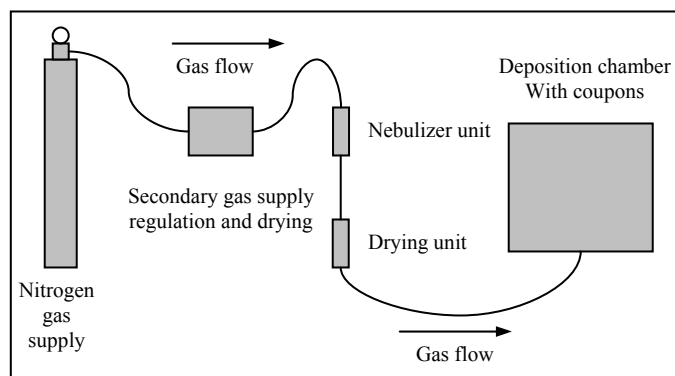 Gas flow
Deposition chamber
With coupons
Nebulizer unit
Secondary gas supply
regulation and drying
Drying unit
Nitrogen
gas
supply
Gas flow